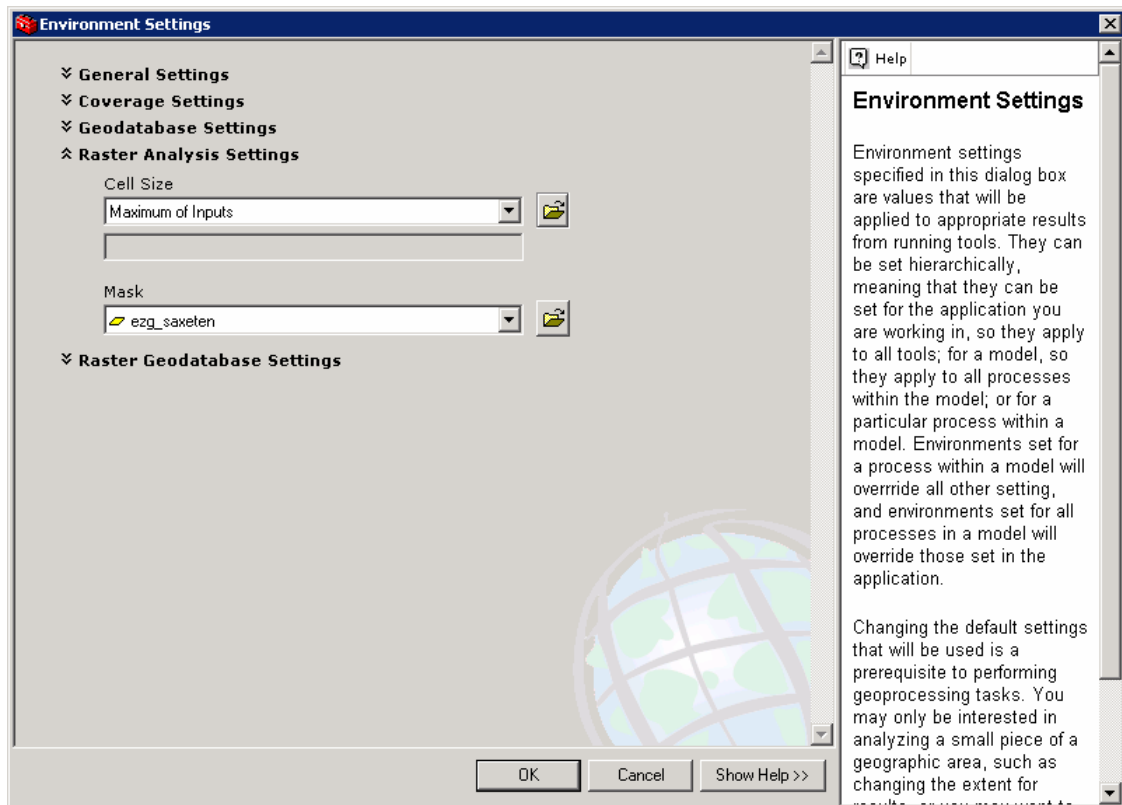 Environment Settings
General Settings
Coverage Settings
Geodatabase Settings
Raster Analysis Settings
Cell Size
Maximum of Inputs
Mask
ezg_saxeten
Raster Geodatabase Settings
OK
Cancel
Show Help >>
Help
Environment Settings
Environment settings
specified in this dialog box
are values that will be
applied to appropriate results
from running tools. They can
be set hierarchically,
meaning that they can be
set for the application you
are working in, so they apply
to all tools; for a model, so
they apply to all processes
within the model; or for a
particular process within a
model. Environments set for
a process within a model will
overrride all other setting,
and environments set for all
processes in a model will
override those set in the
application.
Changing the default settings
that will be used is a
prerequisite to performing
geoprocessing tasks. You
may only be interested in
analyzing a small piece of a
geographic area, such as
changing the extent for
results, or you may want to